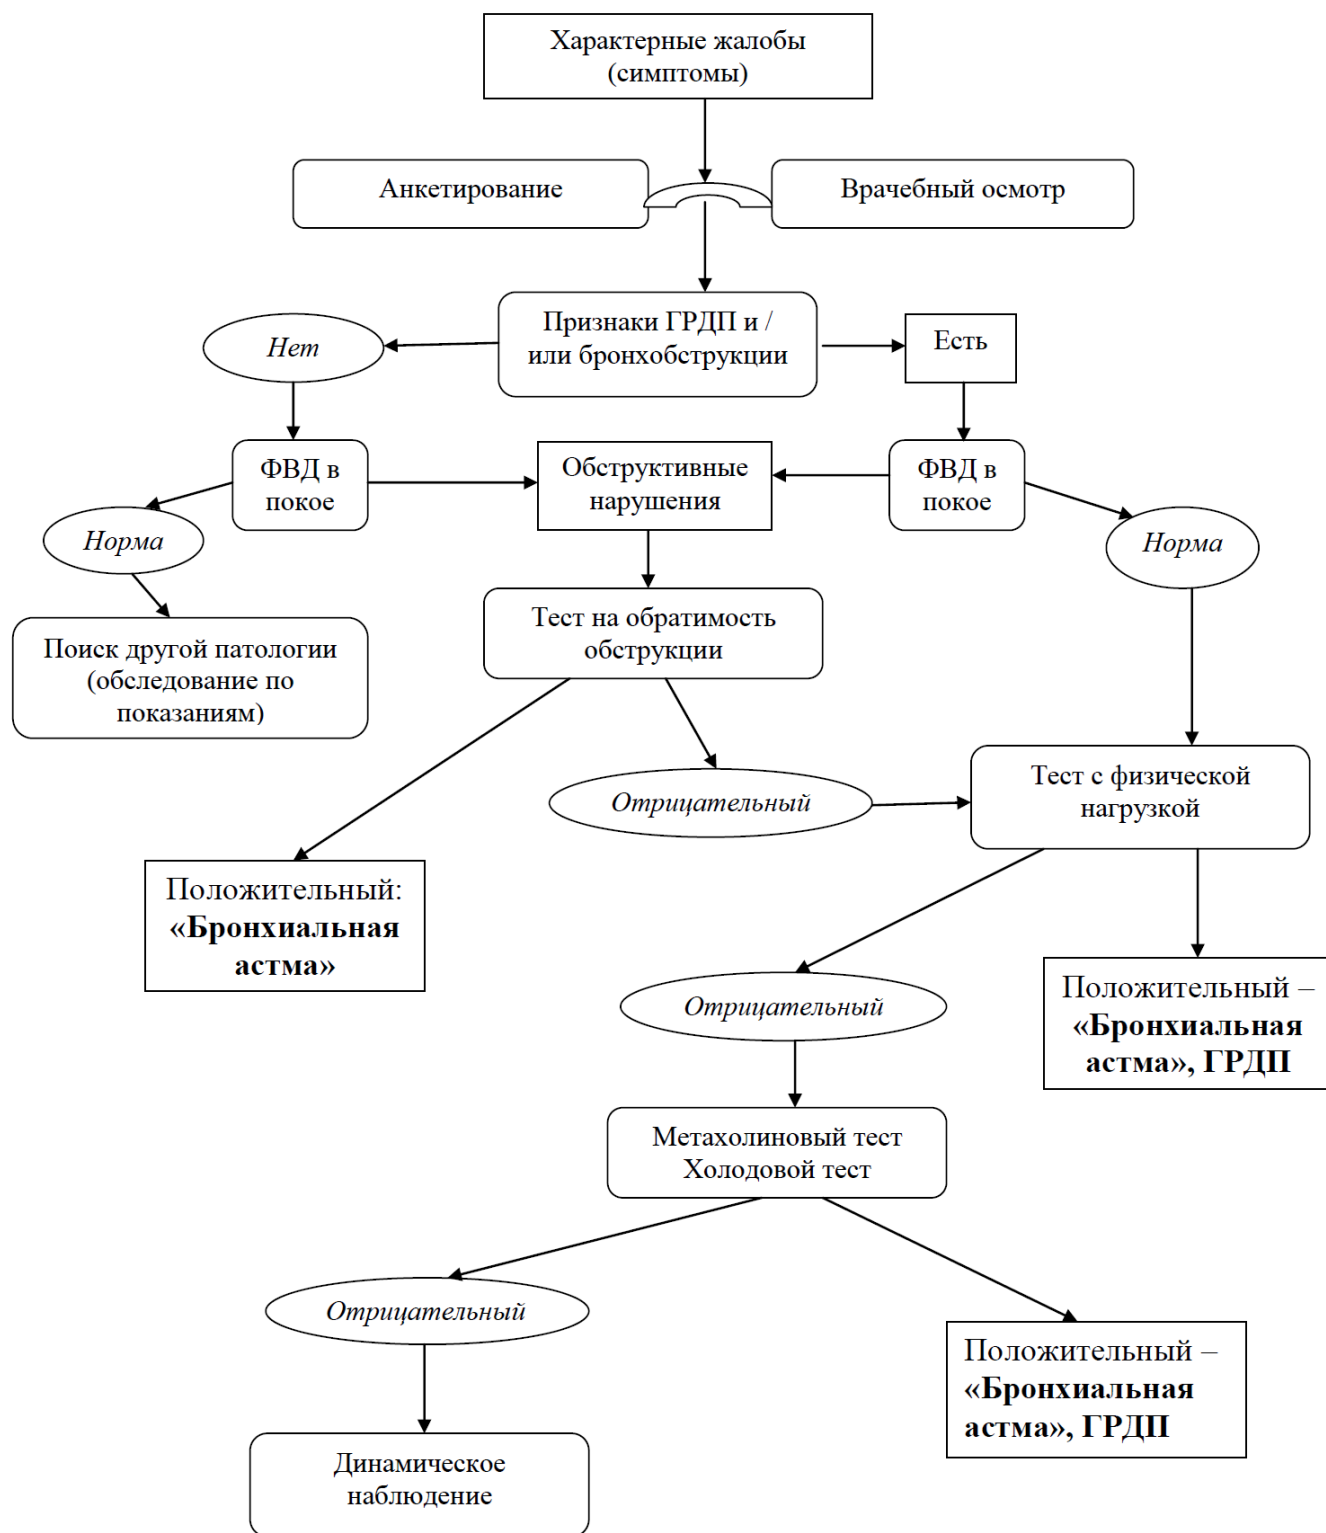 Характерные жалобы
(симптомы)
Анкетирование
Врачебный осмотр
Признаки ГРДП и /
или бронхобструкции
Нет
Есть
ФВД в
покое
Обструктивные
нарушения
ФВД в
покое
Норма
Норма
Тест на обратимость
обструкции
Поиск другой патологии
(обследование по
показаниям)
Отрицательный
Тест с физической
нагрузкой
Положительный:
«Бронхиальная
астма»
Отрицательный
Положительный –
«Бронхиальная
астма», ГРДП
Метахолиновый тест
Холодовой тест
Отрицательный
Положительный –
«Бронхиальная
астма», ГРДП
Динамическое
наблюдение